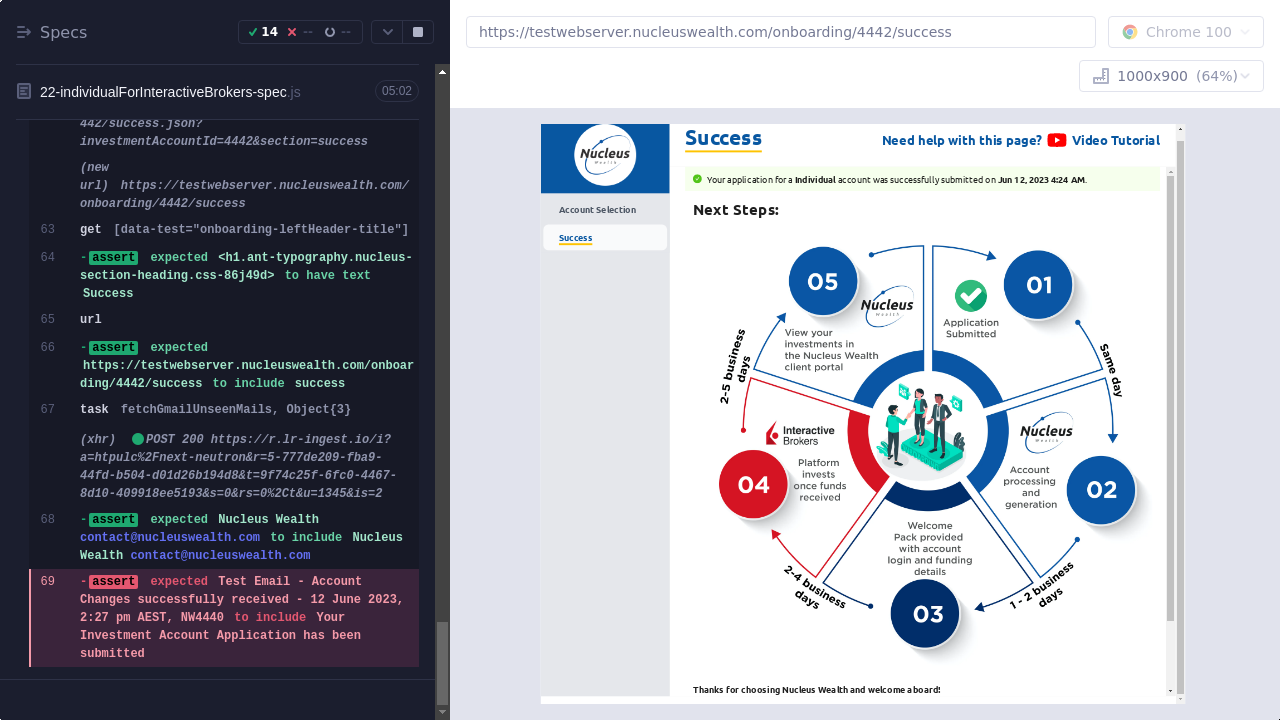 Specs
14
--
--
22-individualForInteractiveBrokers-spec.js
05:02
442/success.json?
investmentAccountId=4442&section=success
(new
url) https://testwebserver.nucleuswealth.com/
onboarding/4442/success
63 get [data-test="onboarding-leftHeader-title"]
64 -assert expected <h1.ant-typography.nucleus-
section-heading.css-86j49d> to have text
Success
65 url
66 -assert expected
https://testwebserver.nucleuswealth.com/onboar
ding/4442/success to include success
67 task fetchGmailUnseenMails, Object{3}
(xhr) POST 200 https://r.lr-ingest.io/i?
a=htpulc%2Fnext-neutron&r=5-777de209-fba9-
44fd-b504-d01d25b194d8&t=9f74c25f-6fc0-4467-
8d10-409918ee5193&s=0&rs=0%2Ct&u=1345&is=2
68 -assert expected Nucleus Wealth
contact@nucleuswealth.com to include Nucleus
Wealth contact@nucleuswealth.com
69 -assert expected Test Email - Account
Changes successfully received - 12 June 2023,
2:27 pm AEST, NW4440 to include Your
Investment Account Application has been
submitted
https://testwebserver.nucleuswealth.com/onboarding/4442/success
Chrome 100
1000x900 (64%)
Nucleus
Wealth
Account Selection
Success
Success
Need help with this page? Video Tutorial
Your application for a Individual account was successfully submitted on Jun 12, 2023 4:24 AM.
Next Steps:
01
Application
Submitted
Same day
02
Nucleus
Wealth
Account
processing
and
generation
1 - 2 business
days
03
Welcome
Pack provided
with account
login and funding
details
2-4 business
days
04
Interactive
Brokers
Platform
invests
once funds
received
2-5 business
days
05
Nucleus
Wealth
View your
investments in
the Nucleus Wealth
client portal
Thanks for choosing Nucleus Wealth and welcome aboard!